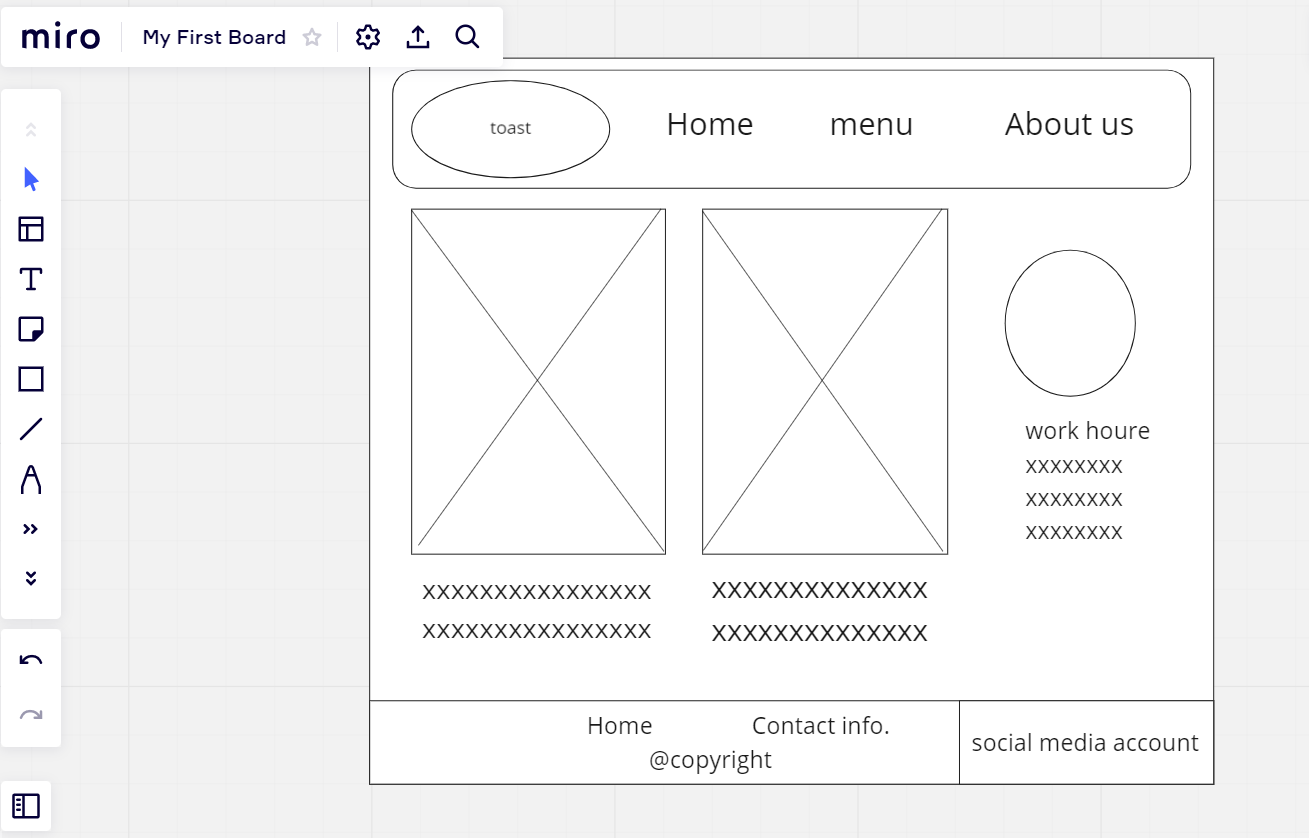 miro My First Board
toast Home menu About us
work houre
xxxxxxxx
xxxxxxxx
xxxxxxxx
xxxxxxxxxxxxxxxx xxxxxxxxxxxxxx
xxxxxxxxxxxxxxxx xxxxxxxxxxxxxx
Home Contact info.
@copyright
social media account